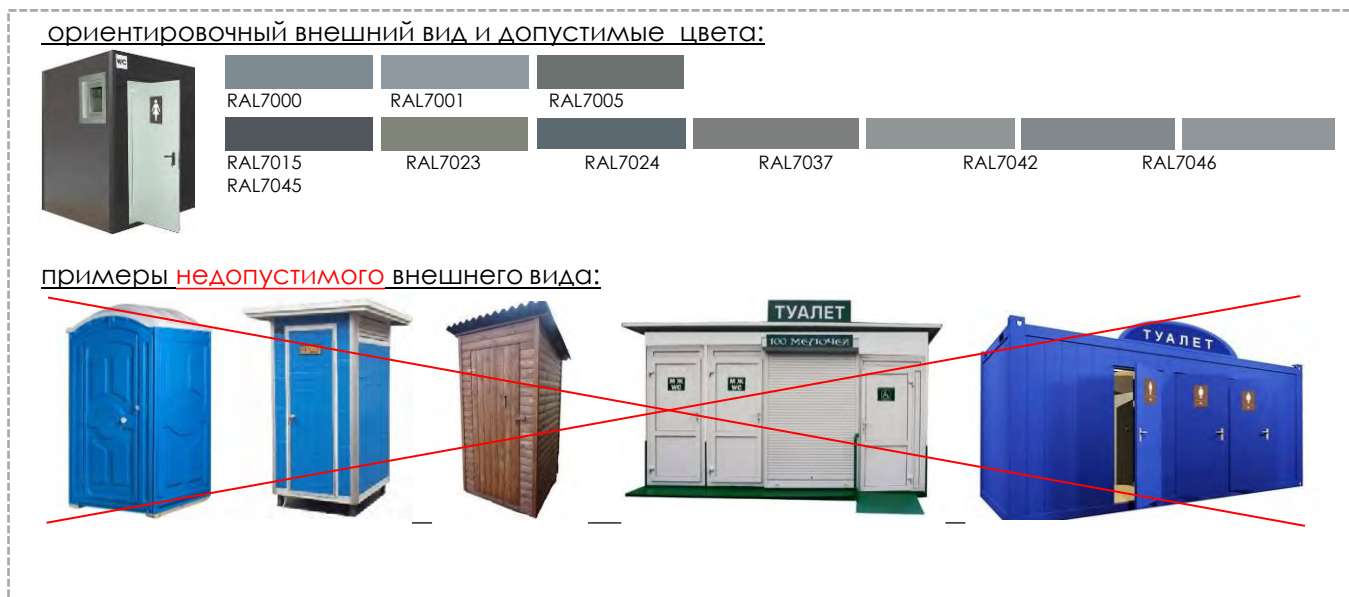 ориентировочный внешний вид и допустимые цвета:
WC
RAL7000 RAL7001 RAL7005
RAL7015 RAL7023 RAL7024 RAL7037 RAL7042 RAL7046
RAL7045
примеры недопустимого внешнего вида:
ТУАЛЕТ
100 МЕЛОЧЕЙ
М Ж
WC
М Ж
WC
ТУАЛЕТ